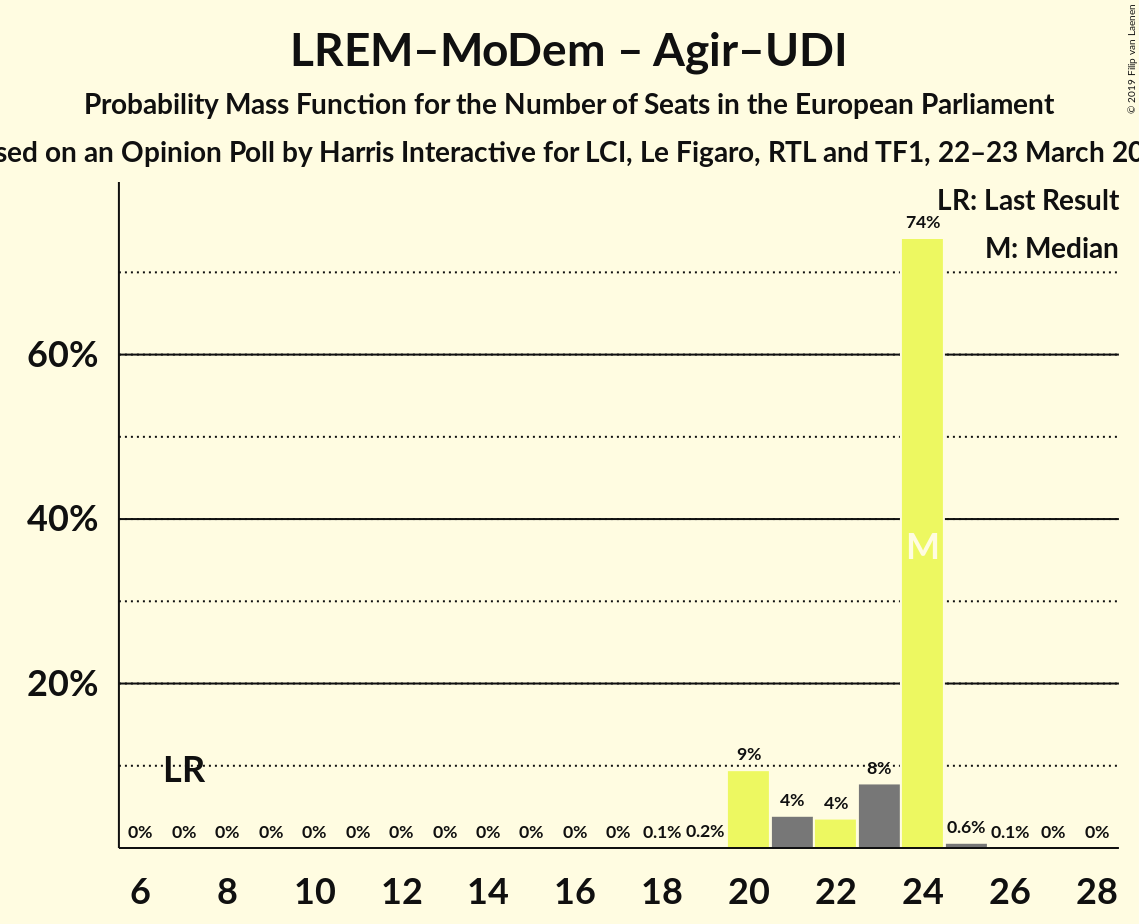 LREM–MoDem – Agir–UDI
Probability Mass Function for the Number of Seats in the European Parliament
sed on an Opinion Poll by Harris Interactive for LCI, Le Figaro, RTL and TF1, 22–23 March 20
© 2019 Filip van Laenen
LR: Last Result
M: Median
74%
60%
40%
20%
M
LR
0% 0% 0% 0% 0% 0% 0% 0% 0% 0% 0% 0% 0.1% 0.2% 9% 4% 4% 8% 0.6% 0.1% 0% 0%
6 8 10 12 14 16 18 20 22 24 26 28